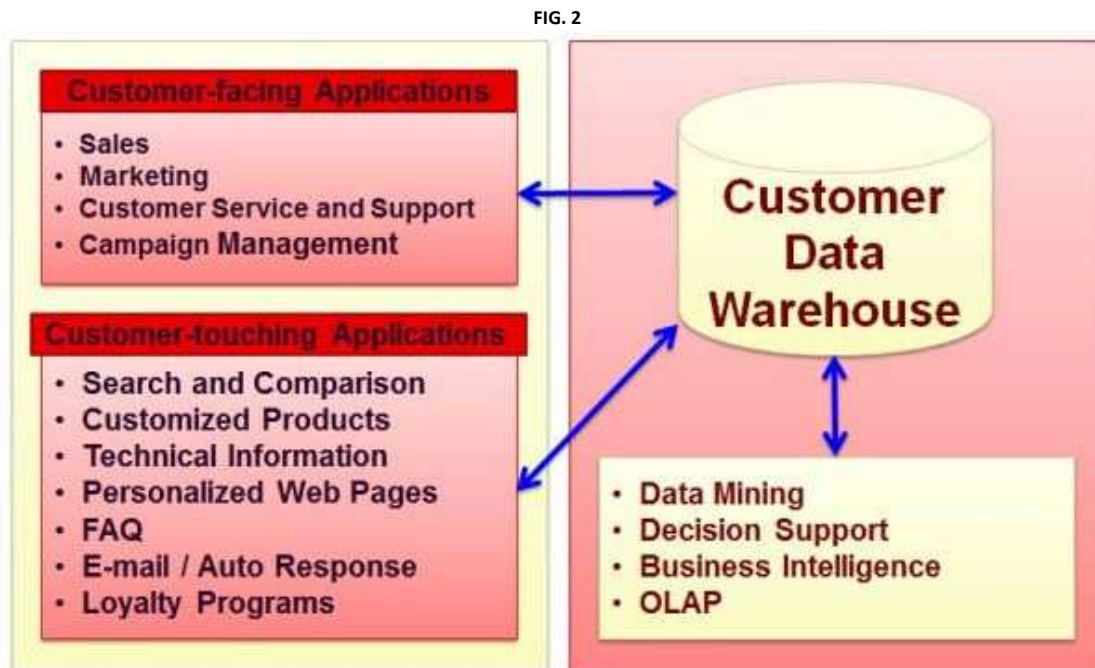 FIG. 2
Customer-facing Applications
• Sales
• Marketing
• Customer Service and Support
• Campaign Management
Customer-touching Applications
• Search and Comparison
• Customized Products
• Technical Information
• Personalized Web Pages
• FAQ
• E-mail / Auto Response
• Loyalty Programs
Customer
Data
Warehouse
• Data Mining
• Decision Support
• Business Intelligence
• OLAP